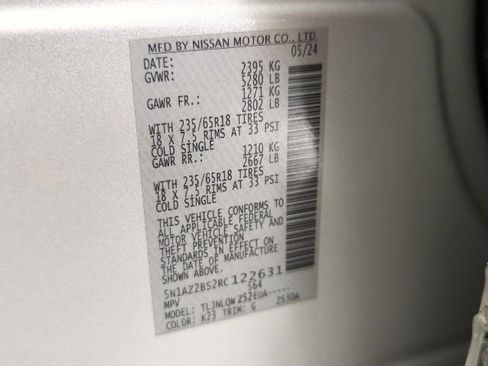 MFD BY NISSAN MOTOR CO., LTD.
DATE: 05/24
GVWR: 2395 KG
5280 LB
GAWR FR.: 1271 KG
2802 LB
WITH 235/65R18 TIRES
18 X 7.5 RIMS AT 33 PSI
COLD SINGLE
GAWR RR.: 1210 KG
2667 LB
WITH 235/65R18 TIRES
18 X 7.5 RIMS AT 33 PSI
COLD SINGLE
THIS VEHICLE CONFORMS TO
ALL APPLICABLE FEDERAL
MOTOR VEHICLE SAFETY AND
THEFT PREVENTION
STANDARDS IN EFFECT ON
THE DATE OF MANUFACTURE
SHOWN ABOVE.
5N1AZ2BS2RC122631
MPV 564
MODEL: TLJNLQWZS2EUA-----
COLOR: K23 TRIM: G ZS30A